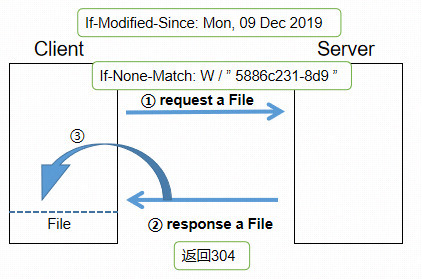 If-Modified-Since: Mon, 09 Dec 2019
Client
Server
If-None-Match: W / ” 5886c231-8d9 ”
① request a File
③
② response a File
File
返回304